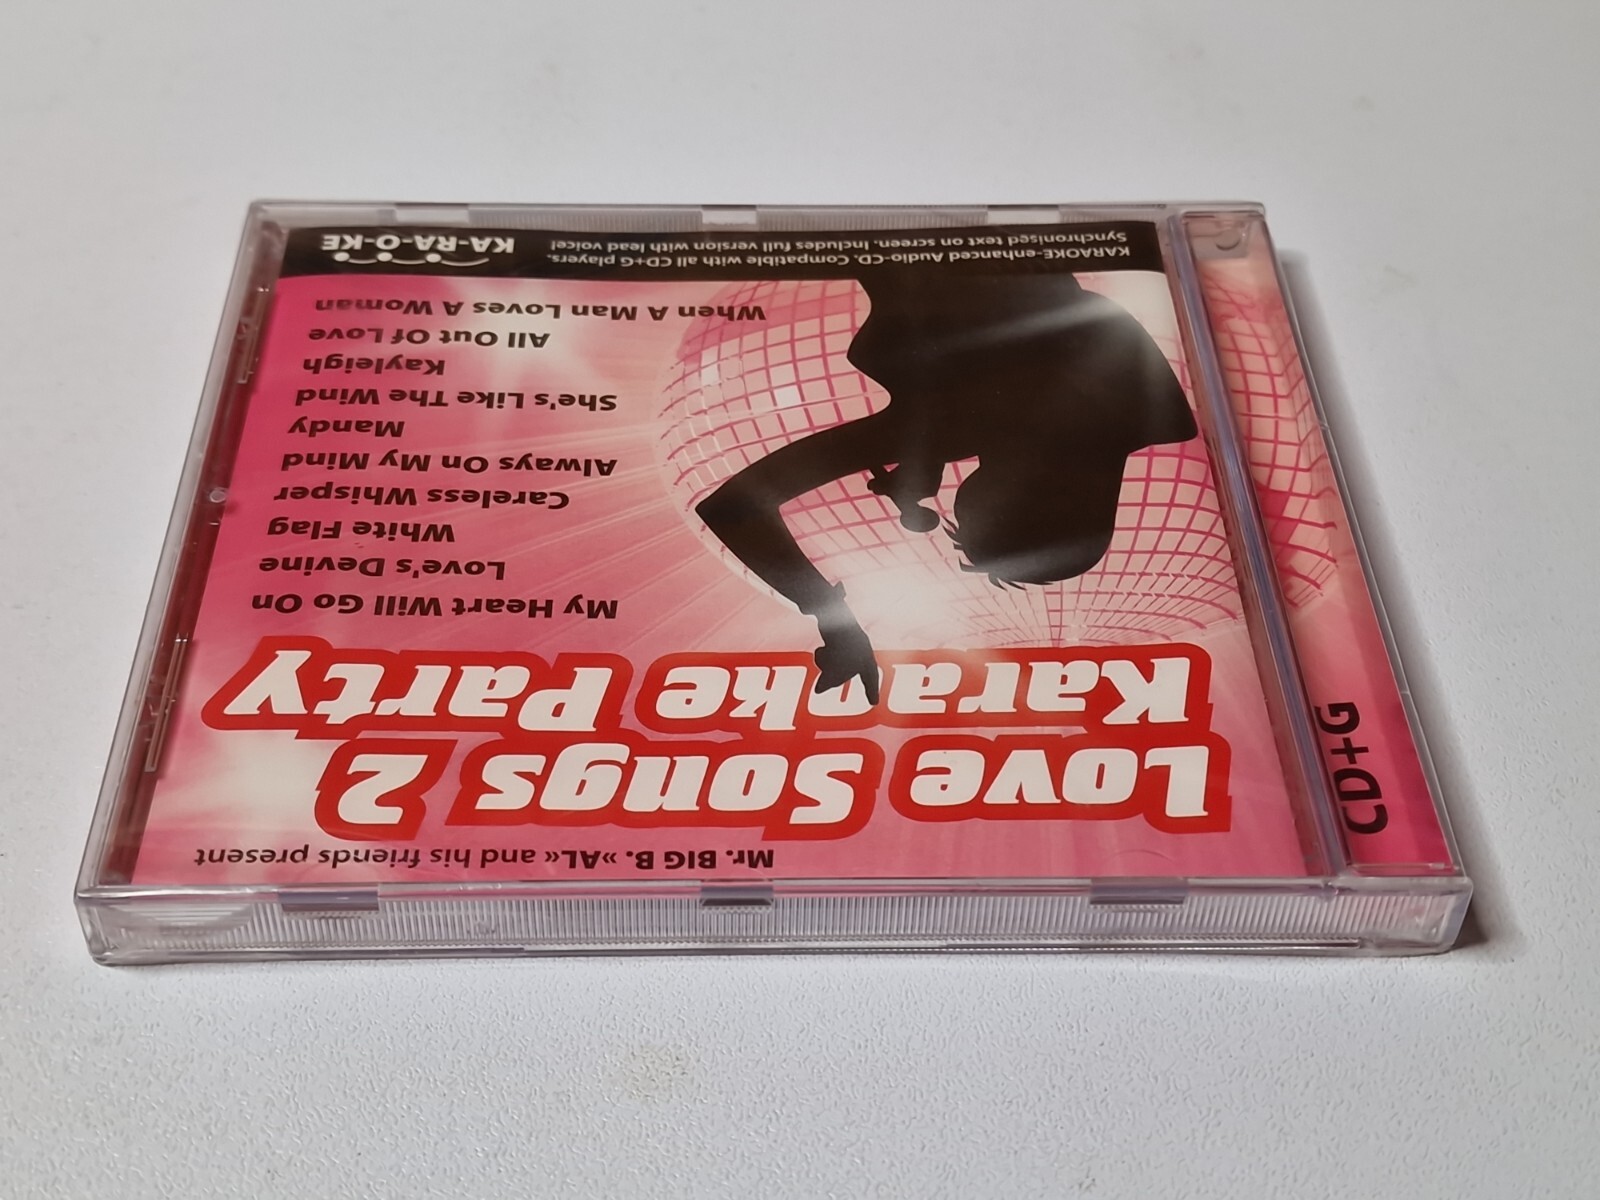 Mr. BIG B. »AL« and his friends present
Love Songs 2
Karaoke Party
My Heart Will Go On
Love's Devine
White Flag
Careless Whisper
Always On My Mind
Mandy
She's Like The Wind
Kayleigh
All Out Of Love
When A Man Loves A Woman
KARAOKE-enhanced Audio-CD. Compatible with all CD+G players.
Synchronised text on screen. Includes full version with lead voice!
KA-RA-O-KE
CD+G